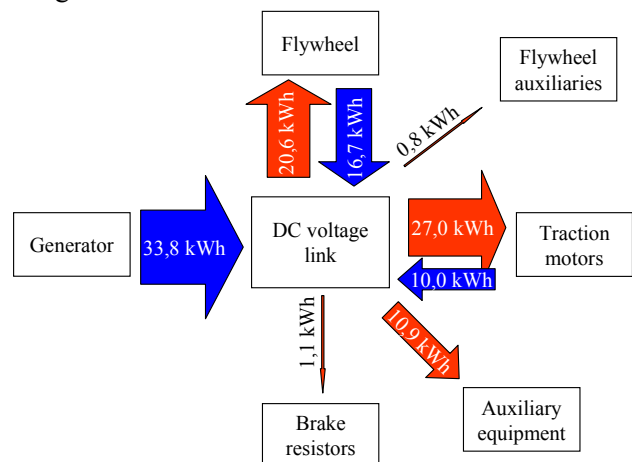 Flywheel
Flywheel
auxiliaries
20,6 kWh
16,7 kWh
0,8 kWh
Generator
33,8 kWh
DC voltage
link
27,0 kWh
10,0 kWh
Traction
motors
1,1 kWh
10,9 kWh
Brake
resistors
Auxiliary
equipment